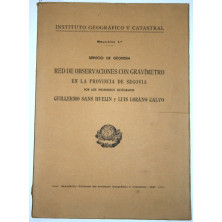 INSTITUTO GEOGRÁFICO Y CATASTRAL
SERVICIO DE GEODESIA
RED DE OBSERVACIONES CON GRAVÍMETRO
EN LA PROVINCIA DE SEGOVIA
POR LOS INGENIEROS GEÓGRAFOS
GUILLERMO SANS HUELIN Y LUIS LOZANO CALVO